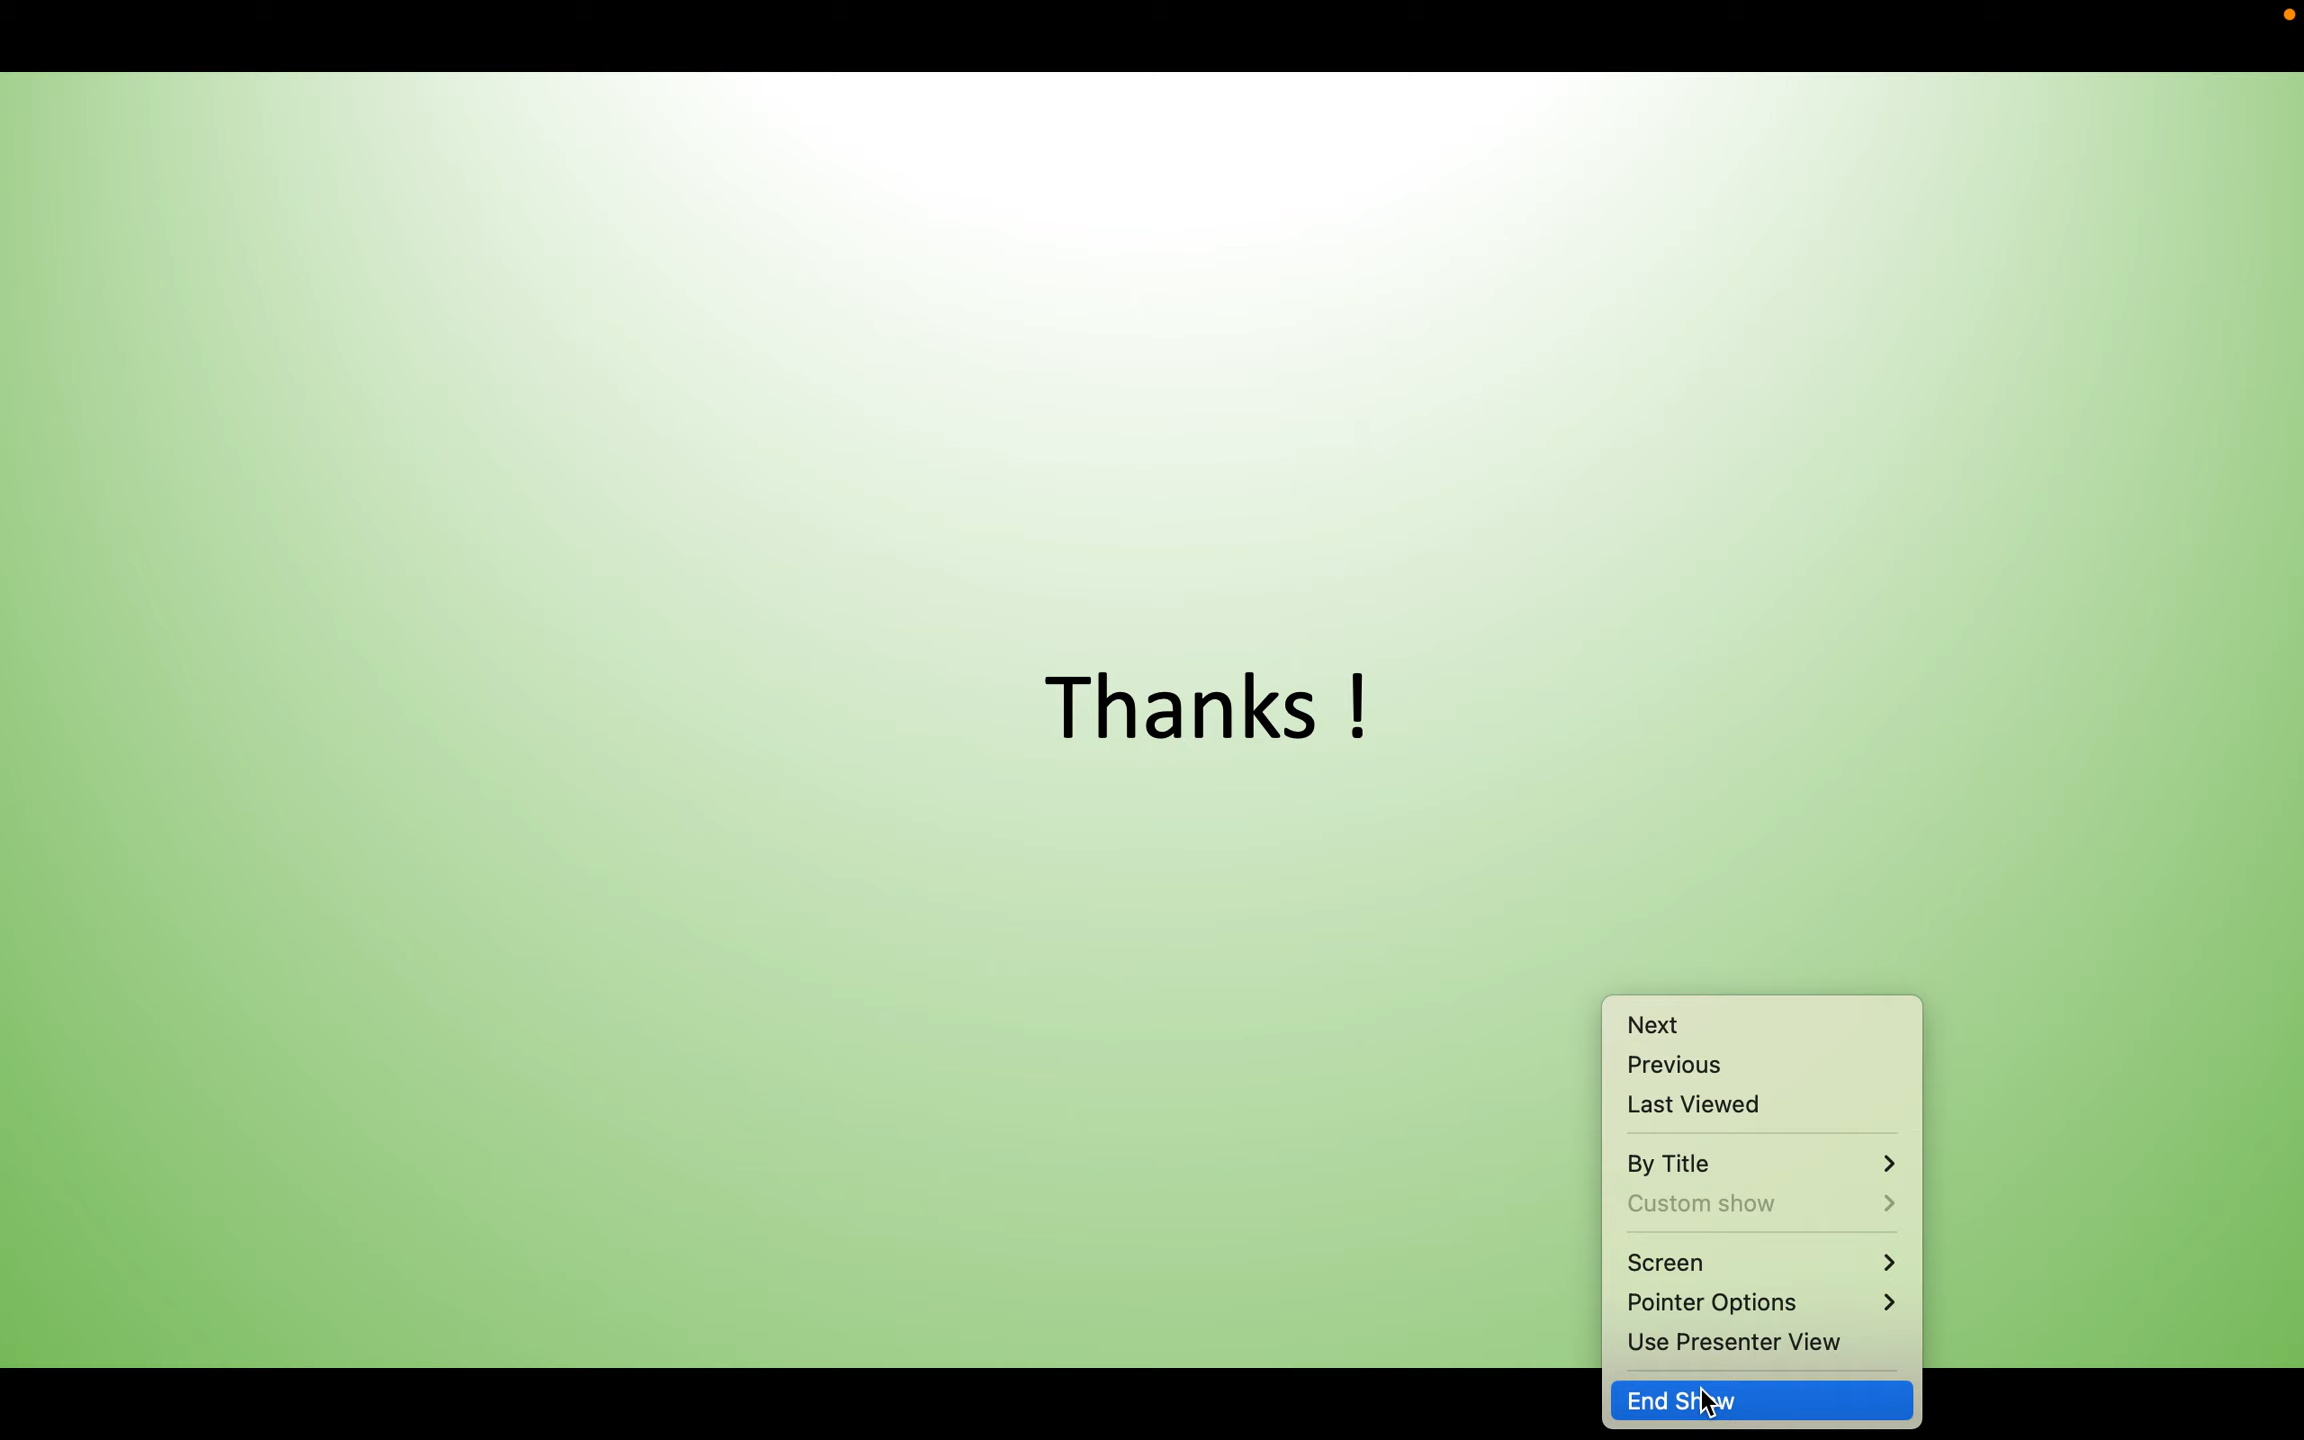 Thanks !
Next
Previous
Last Viewed
By Title
Custom show
Screen
Pointer Options
Use Presenter View
End Show